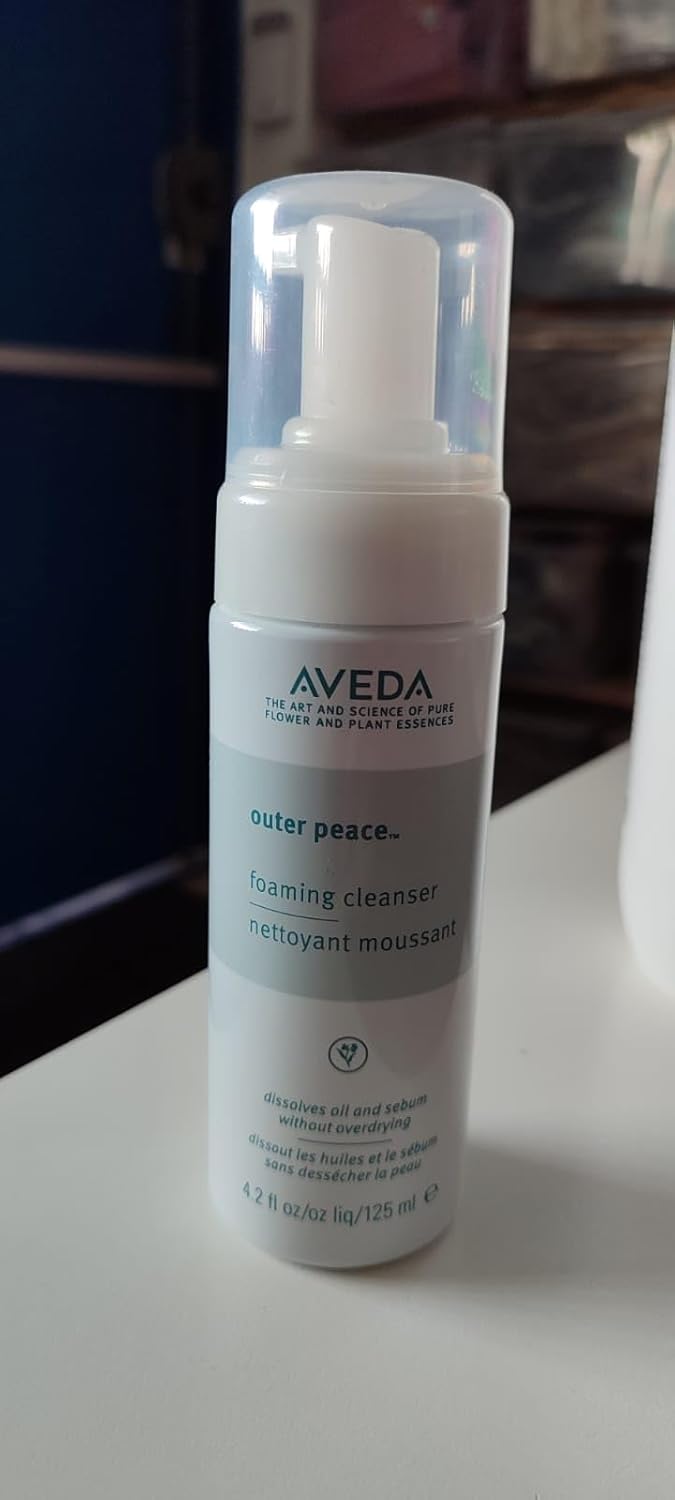 AVEDA
THE ART AND SCIENCE OF PURE
FLOWER AND PLANT ESSENCES
outer peace™
foaming cleanser
nettoyant moussant
dissolves oil and sebum
without overdrying
dissout les huiles et le sébum
sans dessécher la peau
4.2 fl oz/oz liq/125 ml ℮